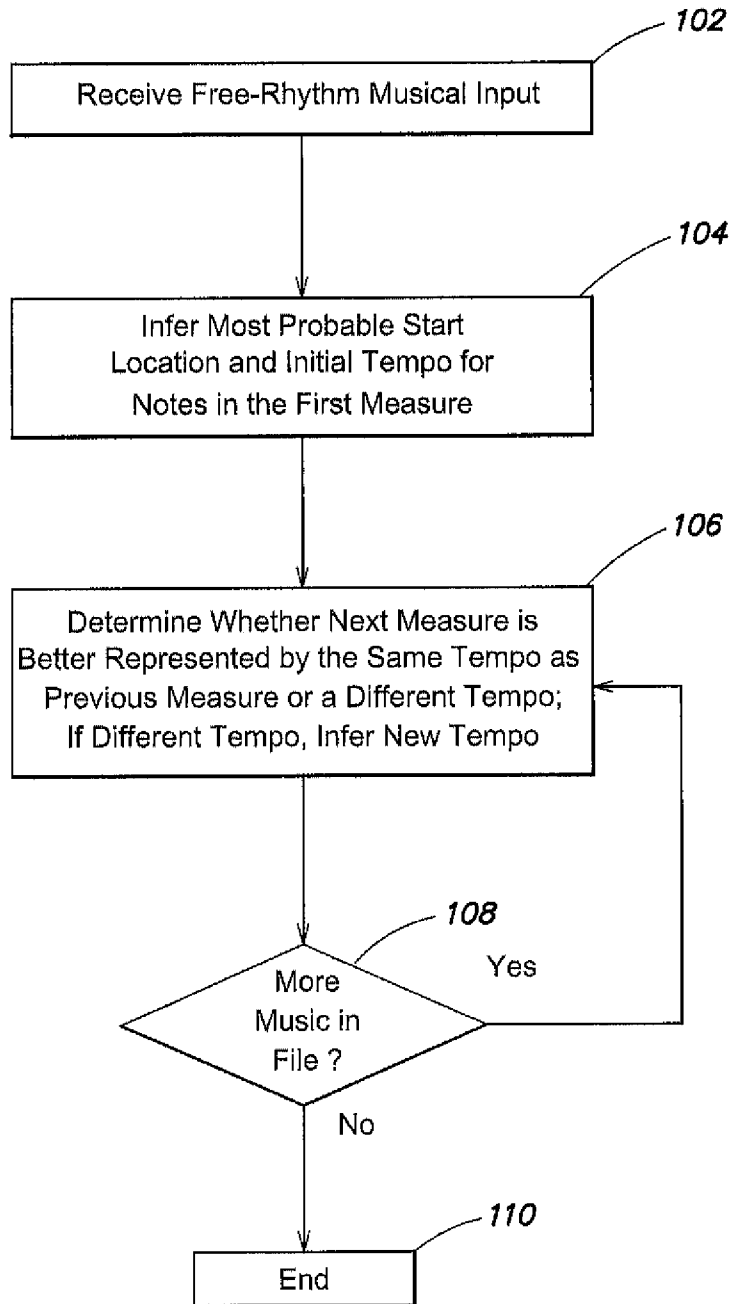 102
Receive Free-Rhythm Musical Input
104
Infer Most Probable Start
Location and Initial Tempo for
Notes in the First Measure
106
Determine Whether Next Measure is
Better Represented by the Same Tempo as
Previous Measure or a Different Tempo;
If Different Tempo, Infer New Tempo
108
More
Music in
File ?
Yes
No
110
End